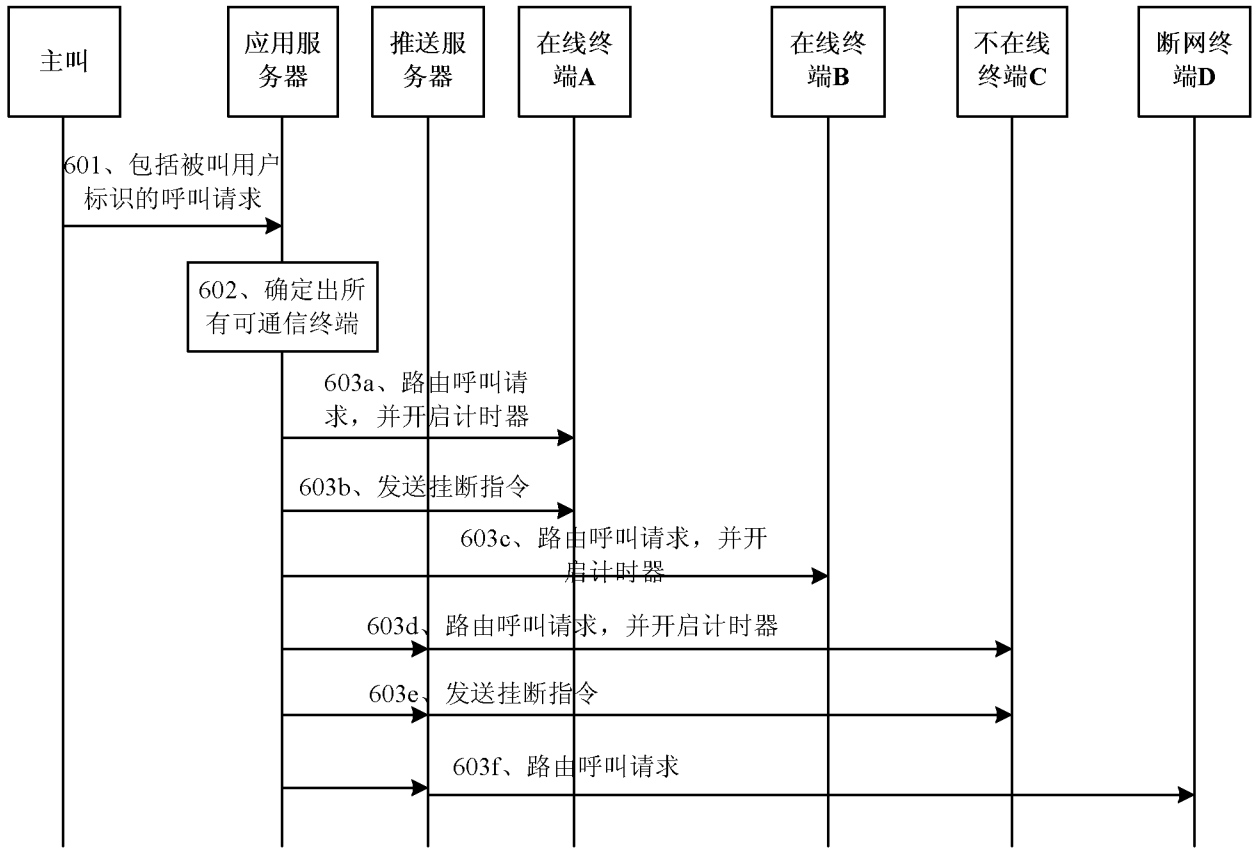 主叫
应用服
务器
推送服
务器
在线终
端A
在线终
端B
不在线
终端C
断网终
端D
601、包括被叫用户
标识的呼叫请求
602、确定出所
有可通信终端
603a、路由呼叫请
求，并开启计时器
603b、发送挂断指令
603c、路由呼叫请求，并开
启计时器
603d、路由呼叫请求，并开启计时器
603e、发送挂断指令
603f、路由呼叫请求